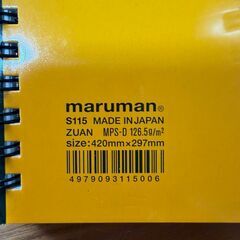 maruman®
S115 MADE IN JAPAN
ZUAN MPS-D 126.5g/m²
size:420mm×297mm
4979093115006